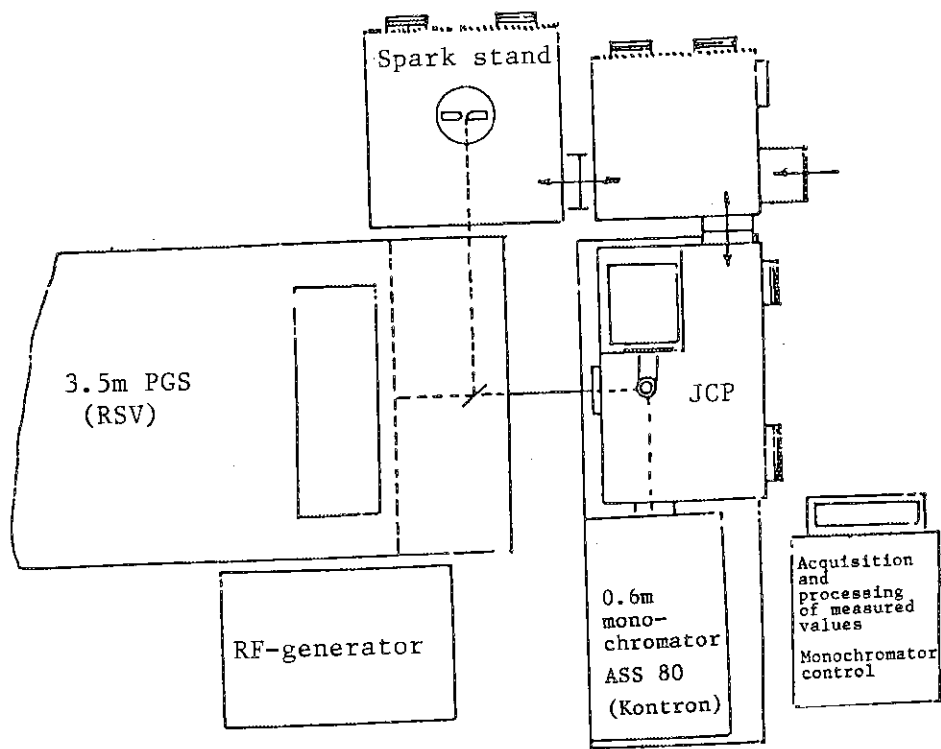 Spark stand
3.5m PGS
(RSV)
JCP
RF-generator
0.6m
mono-
chromator
ASS 80
(Kontron)
Acquisition
and
processing
of measured
values
Monochromator
control